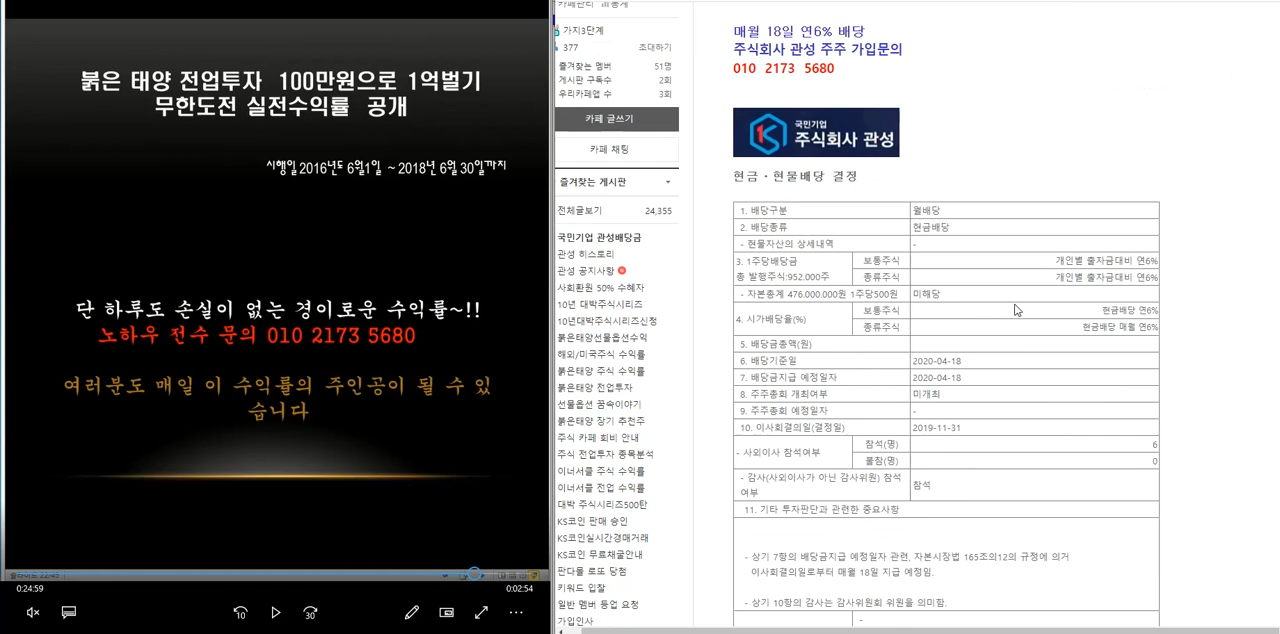 붉은 태양 전업투자 100만원으로 1억벌기
무한도전 실전수익률 공개
시행일 2016년도 6월1일 ~ 2018년 6월 30일까지
단 하루도 손실이 없는 경이로운 수익률~!!
노하우 전수 문의 010 2173 5680
여러분도 매일 이 수익률의 주인공이 될 수 있
습니다
0:24:59
0:02:54
10
30
카페관리 통계
가지3단계
377 초대하기
즐겨찾는 멤버 51명
게시판 구독수 2회
우리카페앱 수 3회
카페 글쓰기
카페 채팅
즐겨찾는 게시판
전체글보기 24,355
국민기업 관성배당금
관성 히스토리
관성 공지사항
사회환원 50% 수혜자
10년 대박주식시리즈
10년대박주식시리즈신청
붉은태양선물옵션수익
해외/미국주식 수익률
붉은태양 주식 수익률
붉은태양 전업투자
선물옵션 꿈속이야기
붉은태양 장기 추천주
주식 카페 회비 안내
주식 전업투자 종목분석
이너서클 주식 수익률
이너서클 전업 수익률
대박 주식시리즈500탄
KS코인 판매 승인
KS코인실시간경매거래
KS코인 무료채굴안내
판다물 로또 당첨
키워드 입찰
일반 멤버 등업 요청
가입인사
매월 18일 연6% 배당
주식회사 관성 주주 가입문의
010 2173 5680
국민기업
주식회사 관성
현금ㆍ현물배당 결정
1. 배당구분 월배당
2. 배당종류 현금배당
- 현물자산의 상세내역 -
3. 1주당배당금
총 발행주식:952.000주
보통주식 개인별 출자금대비 연6%
종류주식 개인별 출자금대비 연6%
- 자본총계 476.000.000원 1주당500원 미해당
4. 시가배당율(%)
보통주식 현금배당 연6%
종류주식 현금배당 매월 연6%
5. 배당금총액(원)
6. 배당기준일 2020-04-18
7. 배당금지급 예정일자 2020-04-18
8. 주주총회 개최여부 미개최
9. 주주총회 예정일자 -
10. 이사회결의일(결정일) 2019-11-31
- 사외이사 참석여부
참석(명) 6
불참(명) 0
- 감사(사외이사가 아닌 감사위원) 참석
여부
참석
11. 기타 투자판단과 관련한 중요사항
- 상기 7항의 배당금지급 예정일자 관련, 자본시장법 165조의12의 규정에 의거
이사회결의일로부터 매월 18일 지급 예정임.
- 상기 10항의 감사는 감사위원회 위원을 의미함.
-